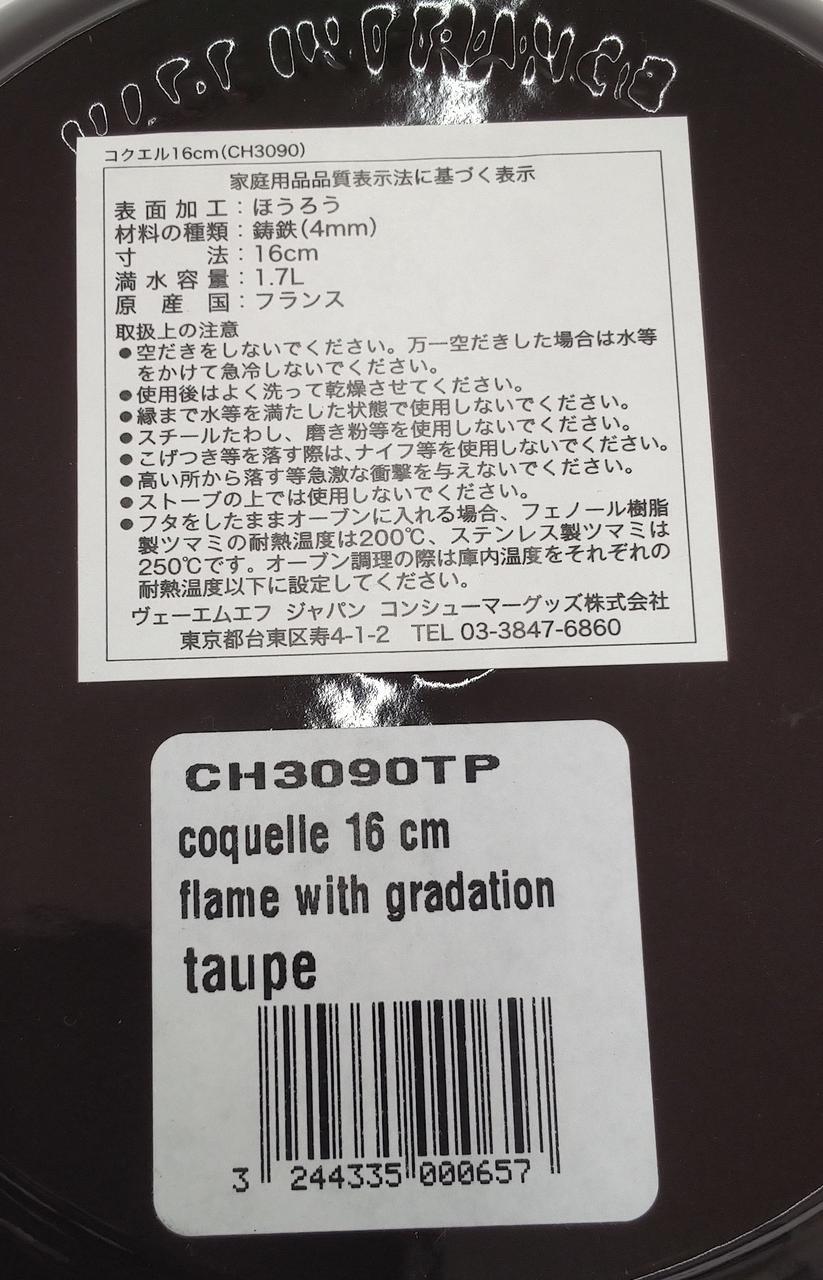 コクエル16cm(CH3090)
家庭用品品質表示法に基づく表示
表面加工：ほうろう
材料の種類：鋳鉄(4mm)
寸　法：16cm
満水容量：1.7L
原産国：フランス
取扱上の注意
●空だきをしないでください。万一空だきした場合は水等
をかけて急冷しないでください。
●使用後はよく洗って乾燥させてください。
●縁まで水等を満たした状態で使用しないでください。
●スチールたわし、磨き粉等を使用しないでください。
●こげつき等を落す際は、ナイフ等を使用しないでください。
●高い所から落す等急激な衝撃を与えないでください。
●ストーブの上では使用しないでください。
●フタをしたままオーブンに入れる場合、フェノール樹脂
製ツマミの耐熱温度は200℃、ステンレス製ツマミは
250℃です。オーブン調理の際は庫内温度をそれぞれの
耐熱温度以下に設定してください。
ヴェーエムエフ ジャパン コンシューマーグッズ株式会社
東京都台東区寿4-1-2　TEL 03-3847-6860
CH3090TP
coquelle 16 cm
flame with gradation
taupe
3 244335 000657